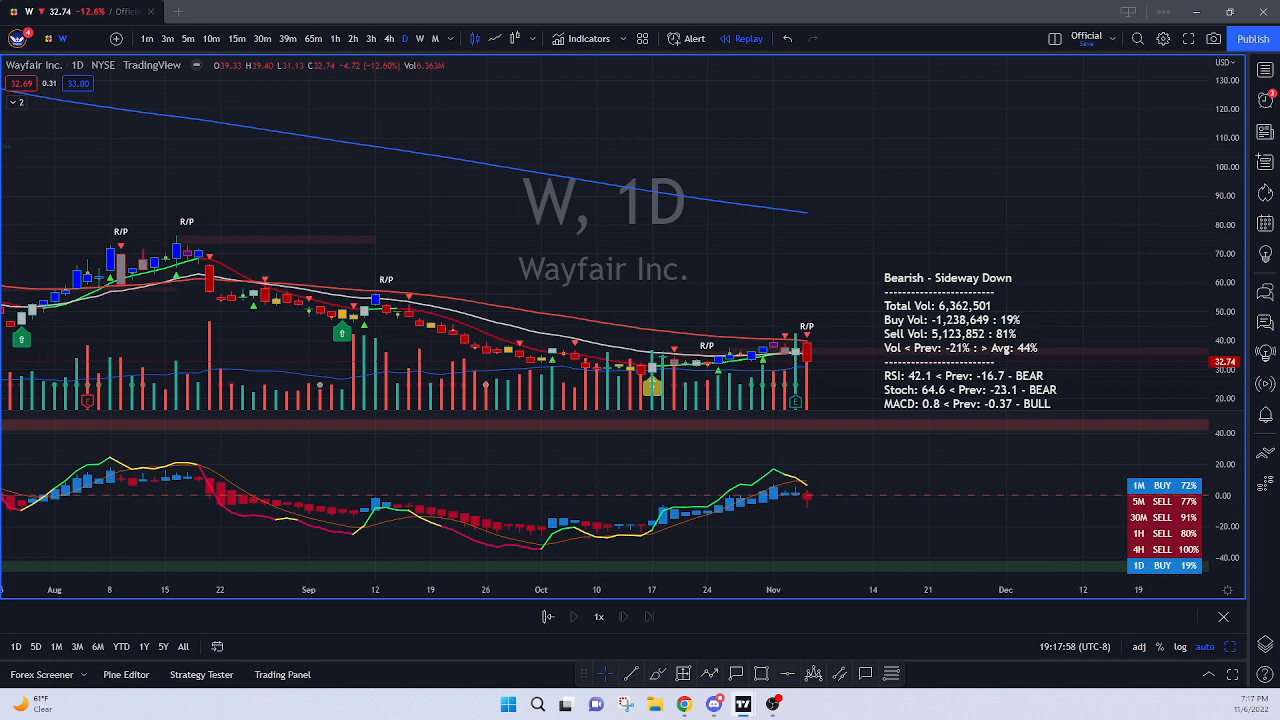 W 32.74 -12.6% / Offici
4 W 1m 3m 5m 10m 15m 30m 39m 65m 1h 2h 3h 4h D W M Indicators Alert Replay Official Save Publish
Wayfair Inc. 1D NYSE TradingView O39.33 H39.40 L31.13 C32.74 -4.72 (-12.60%) Vol6.363M
USD
32.69 0.31 33.00
2
130.00
120.00
110.00
100.00
90.00
80.00
70.00
60.00
50.00
40.00
32.74
30.00
20.00
W, 1D
Wayfair Inc.
R/P
R/P
R/P
R/P
R/P
E
E
Bearish - Sideway Down
----------------------
Total Vol: 6,362,501
Buy Vol: -1,238,649 : 19%
Sell Vol: 5,123,852 : 81%
Vol < Prev: -21% : > Avg: 44%
RSI: 42.1 < Prev: -16.7 - BEAR
Stoch: 64.6 < Prev: -23.1 - BEAR
MACD: 0.8 < Prev: -0.37 - BULL
40.00
20.00
0.00
-20.00
-40.00
1M BUY 72%
5M SELL 77%
30M SELL 91%
1H SELL 80%
4H SELL 100%
1D BUY 19%
Aug 8 15 22 Sep 12 19 26 Oct 10 17 24 Nov 14 21 Dec 12 19
1x
1D 5D 1M 3M 6M YTD 1Y 5Y All 19:17:58 (UTC-8) adj % log auto
Forex Screener Pine Editor Strategy Tester Trading Panel
3
61°F
Clear
7:17 PM
11/6/2022